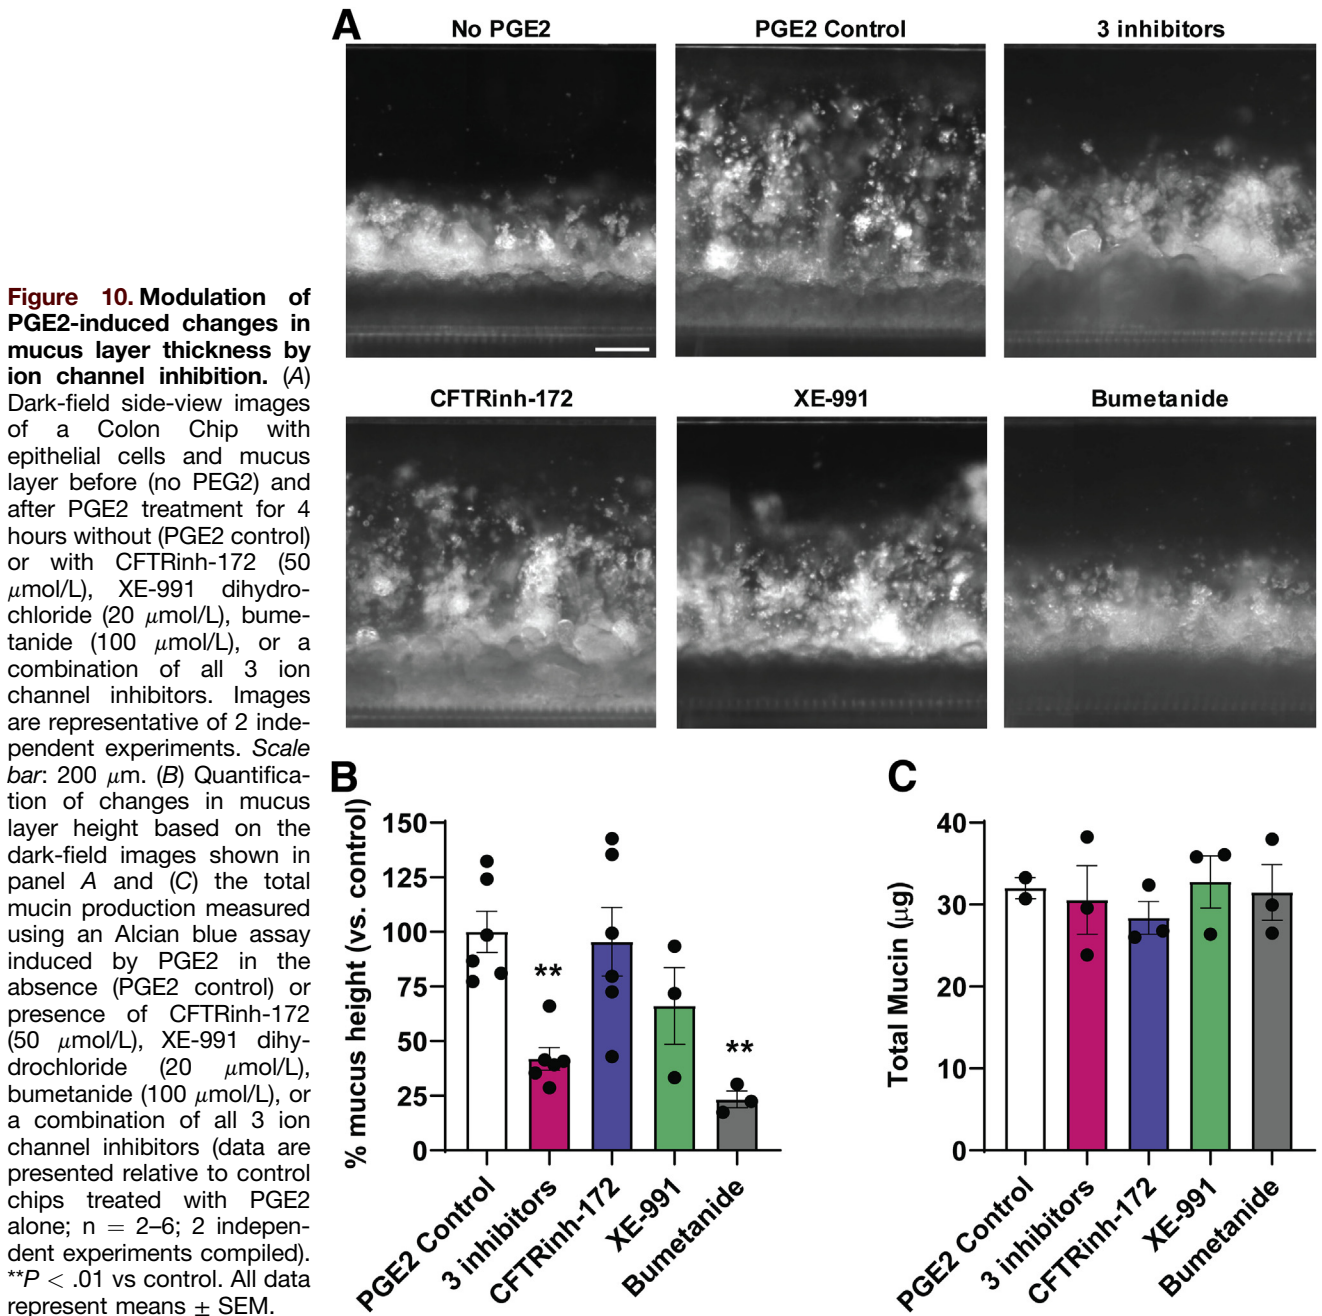 Figure 10. Modulation of
PGE2-induced changes in
mucus layer thickness by
ion channel inhibition. (A)
Dark-field side-view images
of a Colon Chip with
epithelial cells and mucus
layer before (no PEG2) and
after PGE2 treatment for 4
hours without (PGE2 control)
or with CFTRinh-172 (50
μmol/L), XE-991 dihydro-
chloride (20 μmol/L), bume-
tanide (100 μmol/L), or a
combination of all 3 ion
channel inhibitors. Images
are representative of 2 inde-
pendent experiments. Scale
bar: 200 μm. (B) Quantifica-
tion of changes in mucus
layer height based on the
dark-field images shown in
panel A and (C) the total
mucin production measured
using an Alcian blue assay
induced by PGE2 in the
absence (PGE2 control) or
presence of CFTRinh-172
(50 μmol/L), XE-991 dihy-
drochloride (20 μmol/L),
bumetanide (100 μmol/L), or
a combination of all 3 ion
channel inhibitors (data are
presented relative to control
chips treated with PGE2
alone; n = 2–6; 2 indepen-
dent experiments compiled).
**P < .01 vs control. All data
represent means ± SEM.
A
No PGE2
PGE2 Control
3 inhibitors
CFTRinh-172
XE-991
Bumetanide
B
% mucus height (vs. control)
150
125
100
75
50
25
0
**
**
PGE2 Control
3 inhibitors
CFTRinh-172
XE-991
Bumetanide
C
Total Mucin (μg)
40
30
20
10
0
PGE2 Control
3 inhibitors
CFTRinh-172
XE-991
Bumetanide